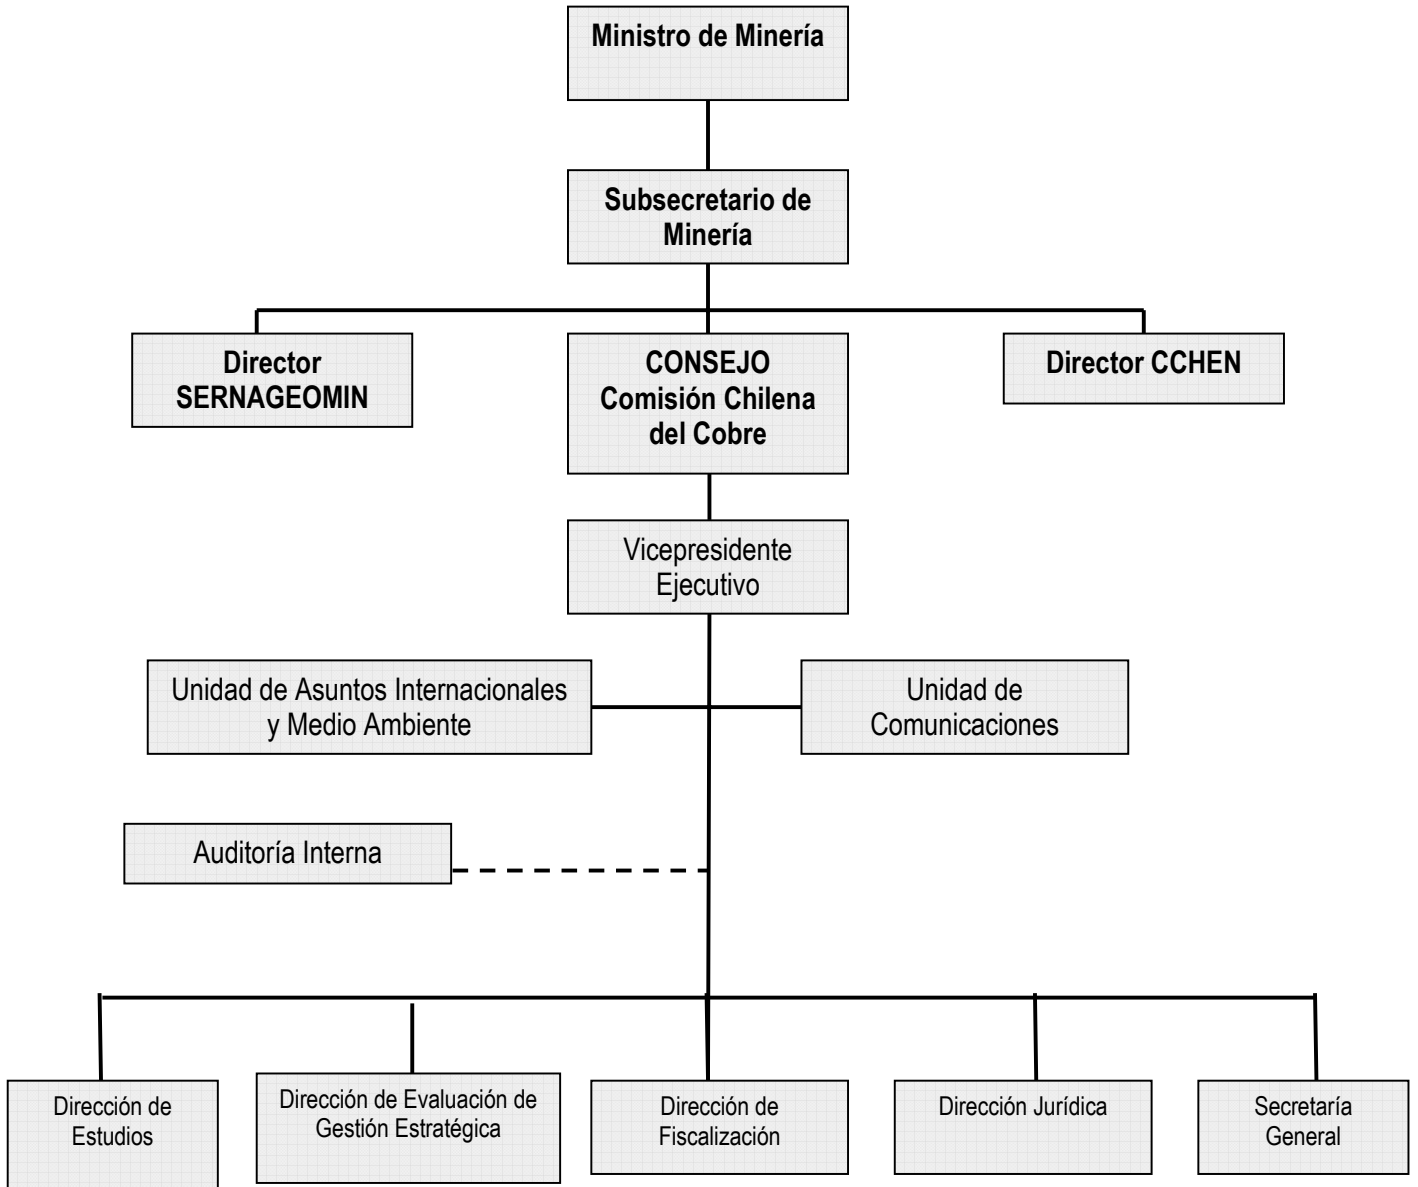 Ministro de Minería
Subsecretario de
Minería
Director
SERNAGEOMIN
CONSEJO
Comisión Chilena
del Cobre
Director CCHEN
Vicepresidente
Ejecutivo
Unidad de Asuntos Internacionales
y Medio Ambiente
Unidad de
Comunicaciones
Auditoría Interna
Dirección de
Estudios
Dirección de Evaluación de
Gestión Estratégica
Dirección de
Fiscalización
Dirección Jurídica
Secretaría
General